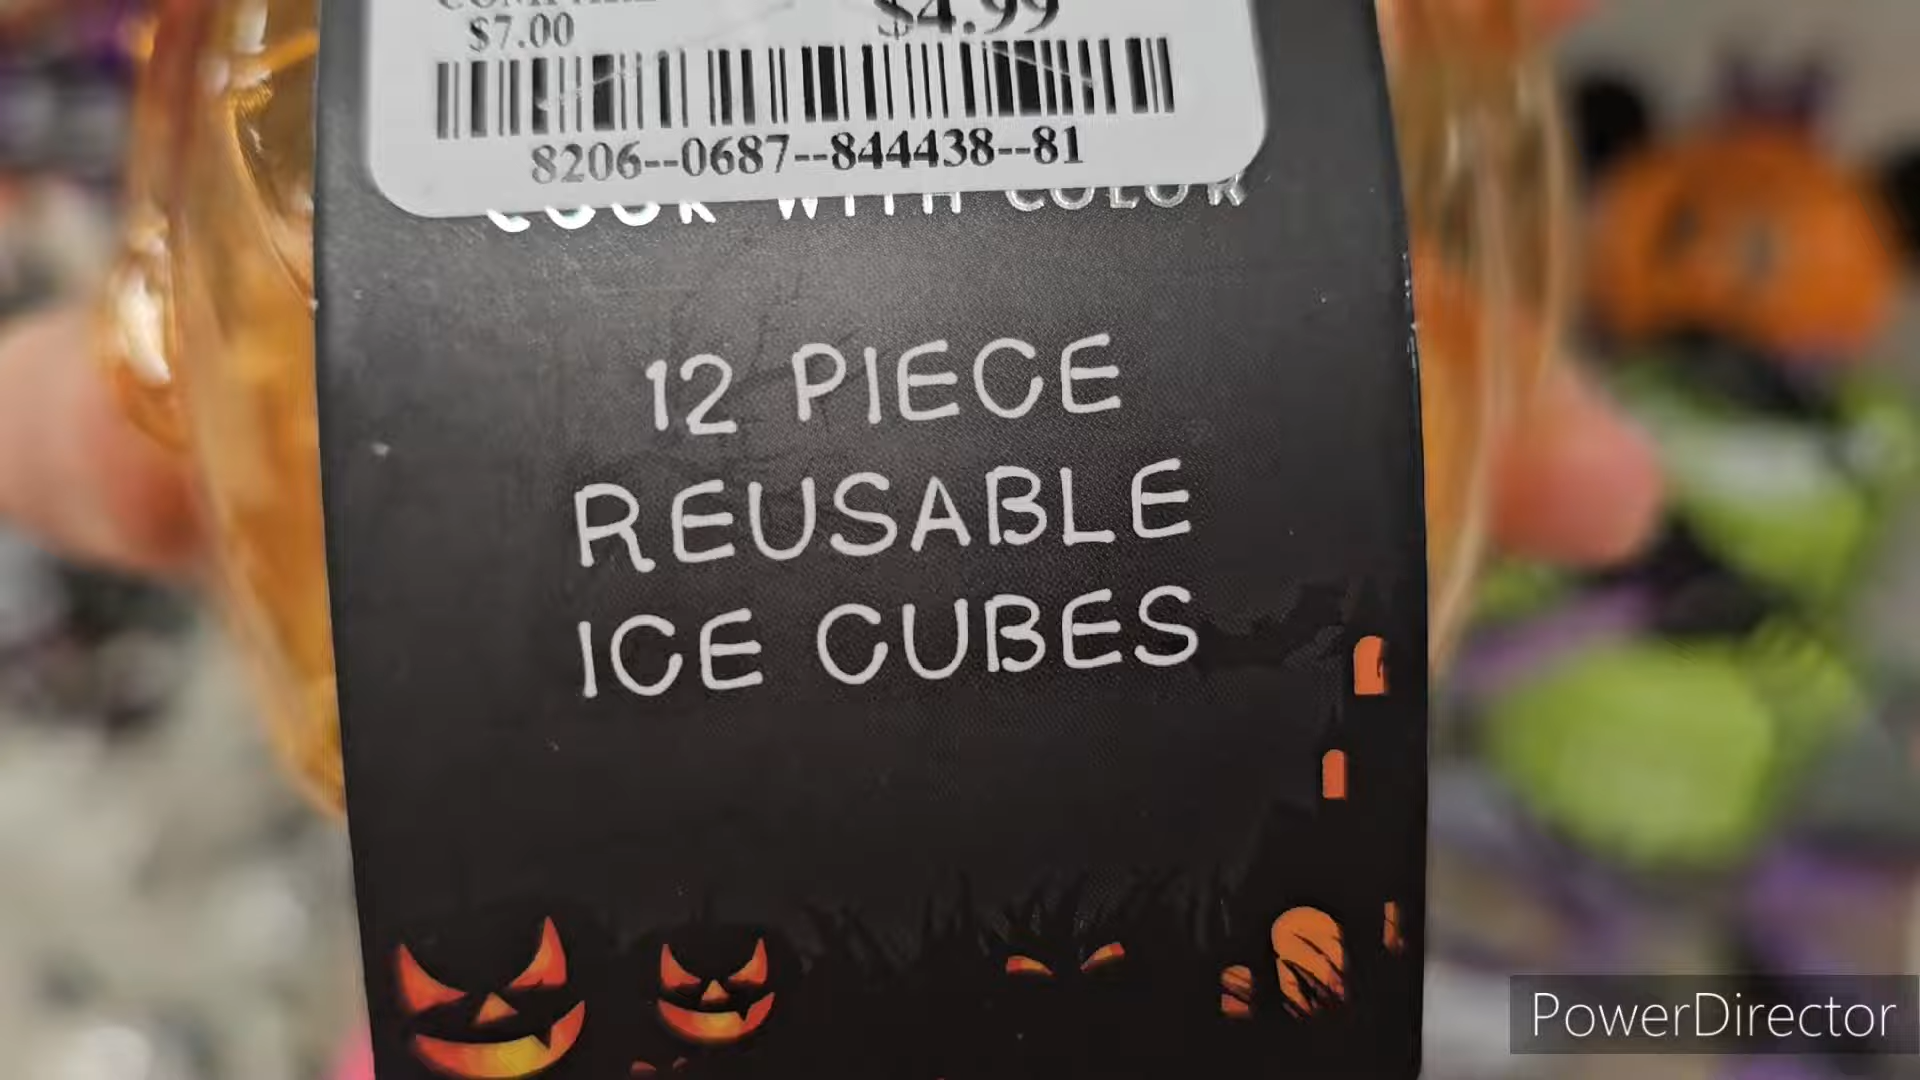 $7.00
$4.99
8206--0687--844438--81
COOK WITH COLOR
12 PIECE
REUSABLE
ICE CUBES
PowerDirector